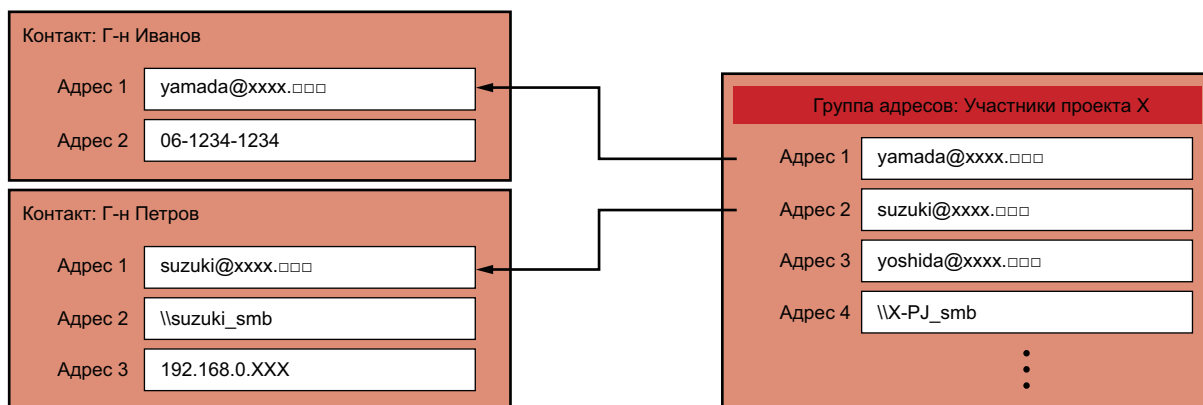 Контакт: Г-н Иванов
Адрес 1 yamada@xxxx.□□□
Адрес 2 06-1234-1234
Контакт: Г-н Петров
Адрес 1 suzuki@xxxx.□□□
Адрес 2 \\suzuki_smb
Адрес 3 192.168.0.XXX
Группа адресов: Участники проекта X
Адрес 1 yamada@xxxx.□□□
Адрес 2 suzuki@xxxx.□□□
Адрес 3 yoshida@xxxx.□□□
Адрес 4 \\X-PJ_smb